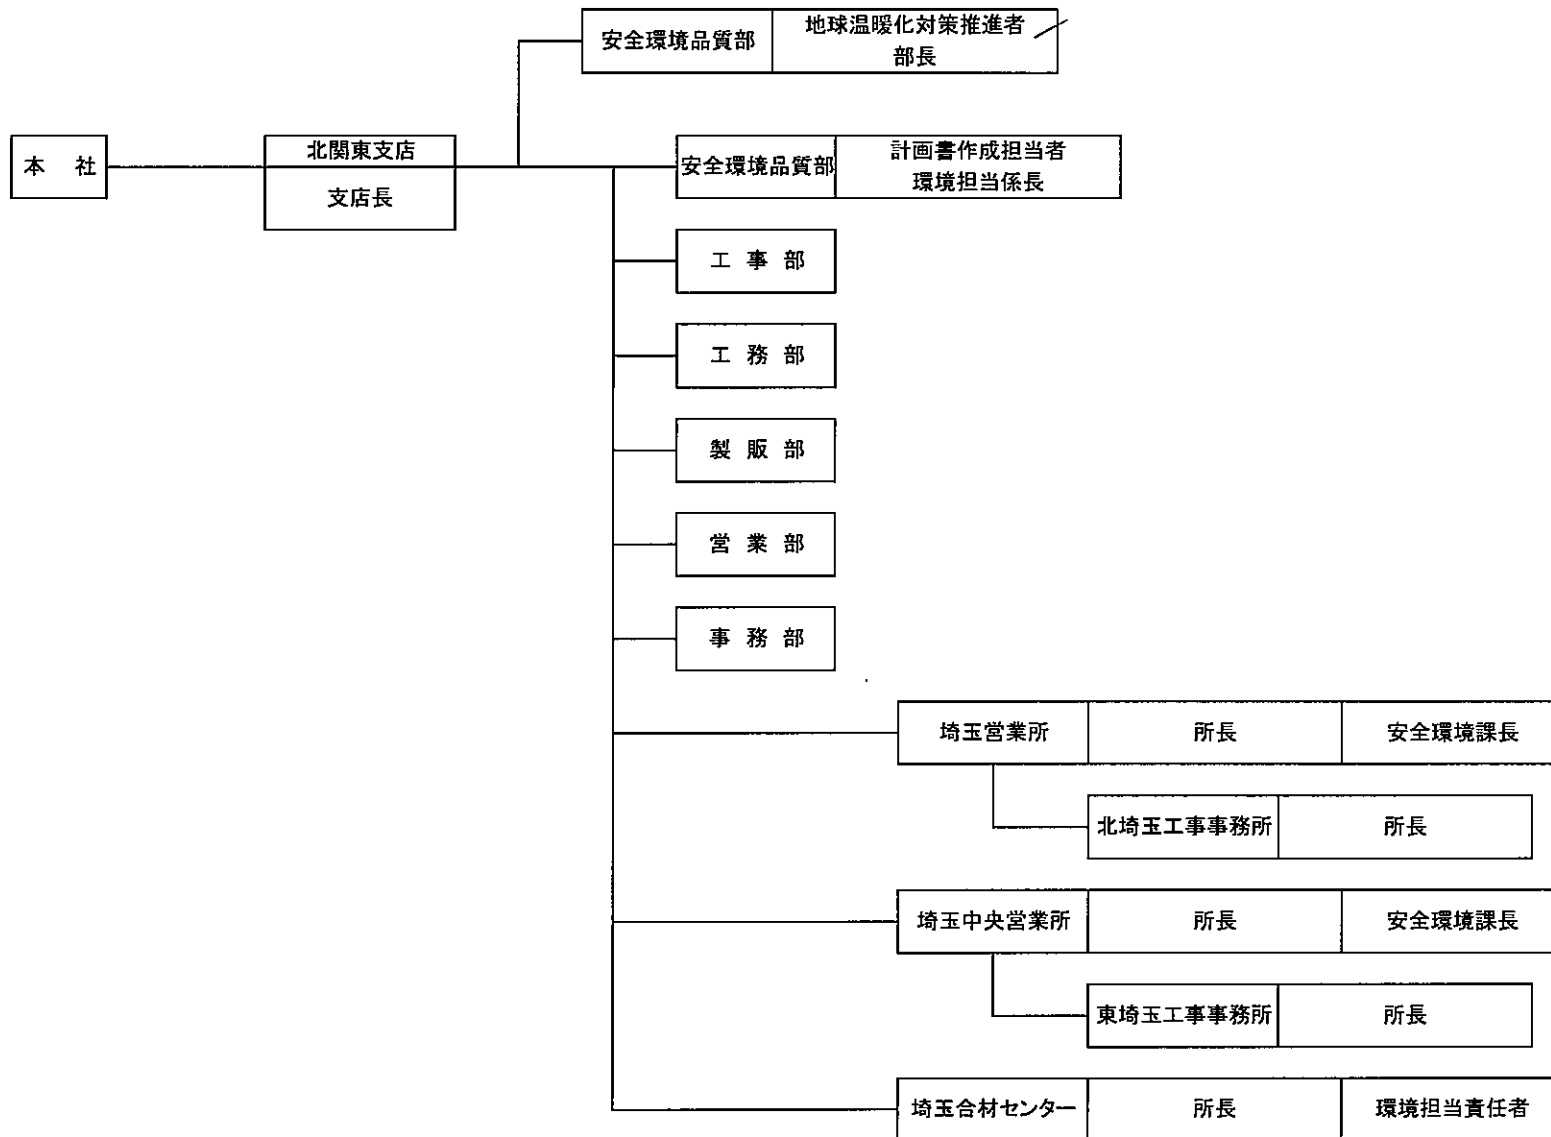 安全環境品質部
地球温暖化対策推進者
部長
本 社
北関東支店
支店長
安全環境品質部
計画書作成担当者
環境担当係長
工 事 部
工 務 部
製 販 部
営 業 部
事 務 部
埼玉営業所
所長
安全環境課長
北埼玉工事事務所
所長
埼玉中央営業所
所長
安全環境課長
東埼玉工事事務所
所長
埼玉合材センター
所長
環境担当責任者